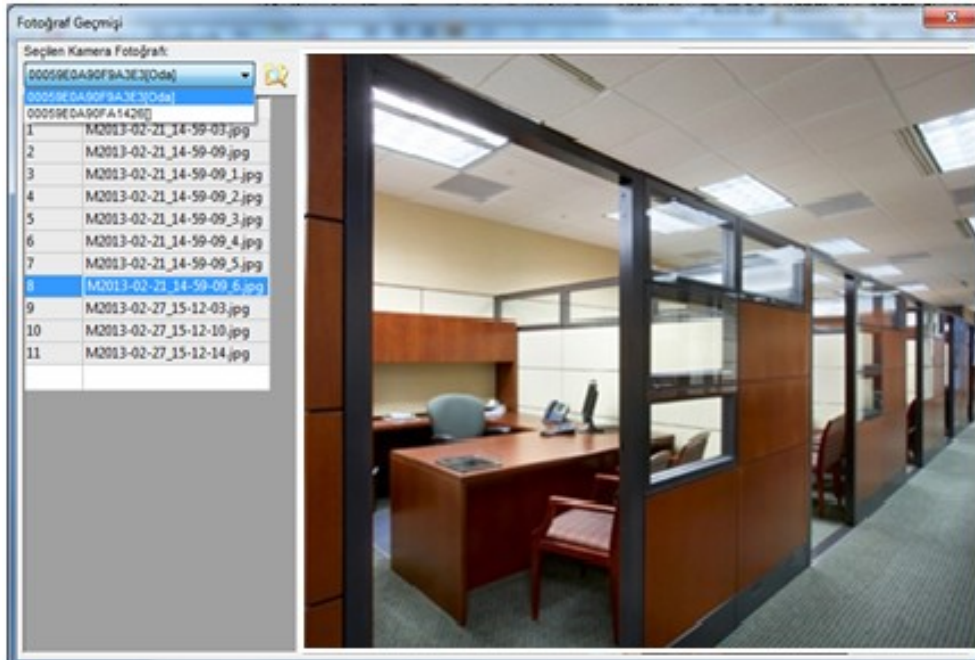 Fotoğraf Geçmişi
Seçilen Kamera Fotoğrafı:
00059E0A90F9A3E3[Oda]
00059E0A90F9A3E3[Oda]
00059E0A90FA1426[]
1 M2013-02-21_14-59-03.jpg
2 M2013-02-21_14-59-09.jpg
3 M2013-02-21_14-59-09_1.jpg
4 M2013-02-21_14-59-09_2.jpg
5 M2013-02-21_14-59-09_3.jpg
6 M2013-02-21_14-59-09_4.jpg
7 M2013-02-21_14-59-09_5.jpg
8 M2013-02-21_14-59-09_6.jpg
9 M2013-02-27_15-12-03.jpg
10 M2013-02-27_15-12-10.jpg
11 M2013-02-27_15-12-14.jpg